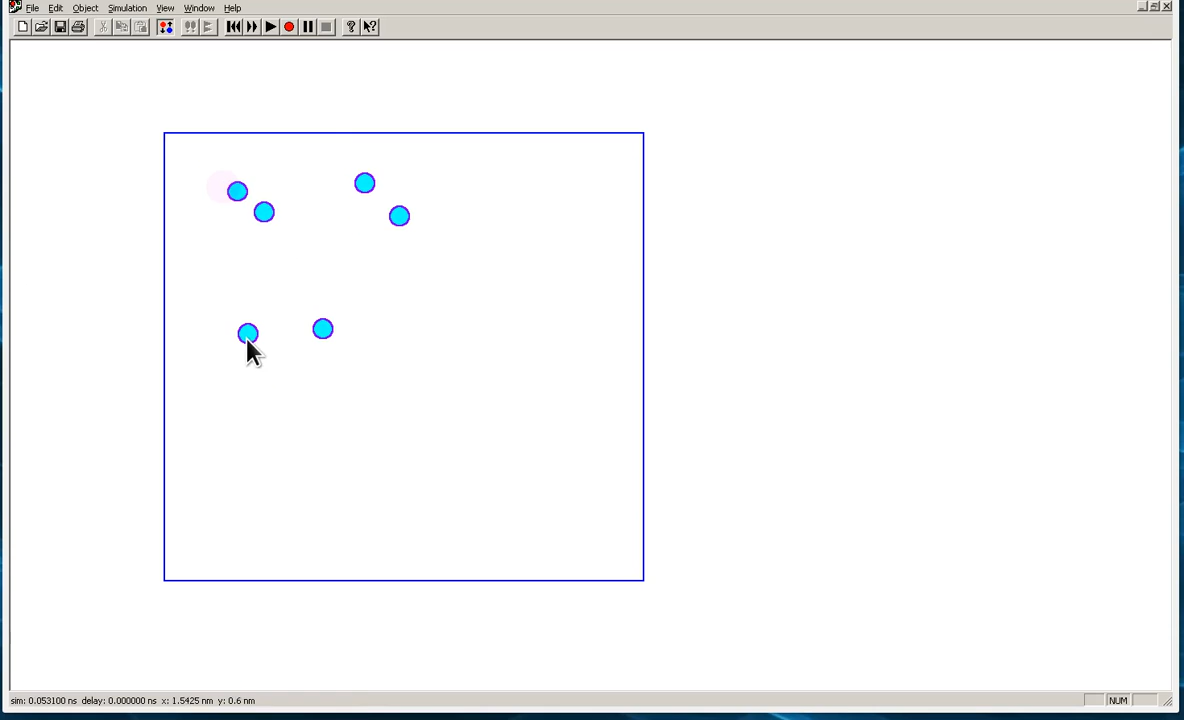 File Edit Object Simulation View Window Help
sim: 0.053100 ns delay: 0.000000 ns x: 1.5425 nm y: 0.6 nm
NUM